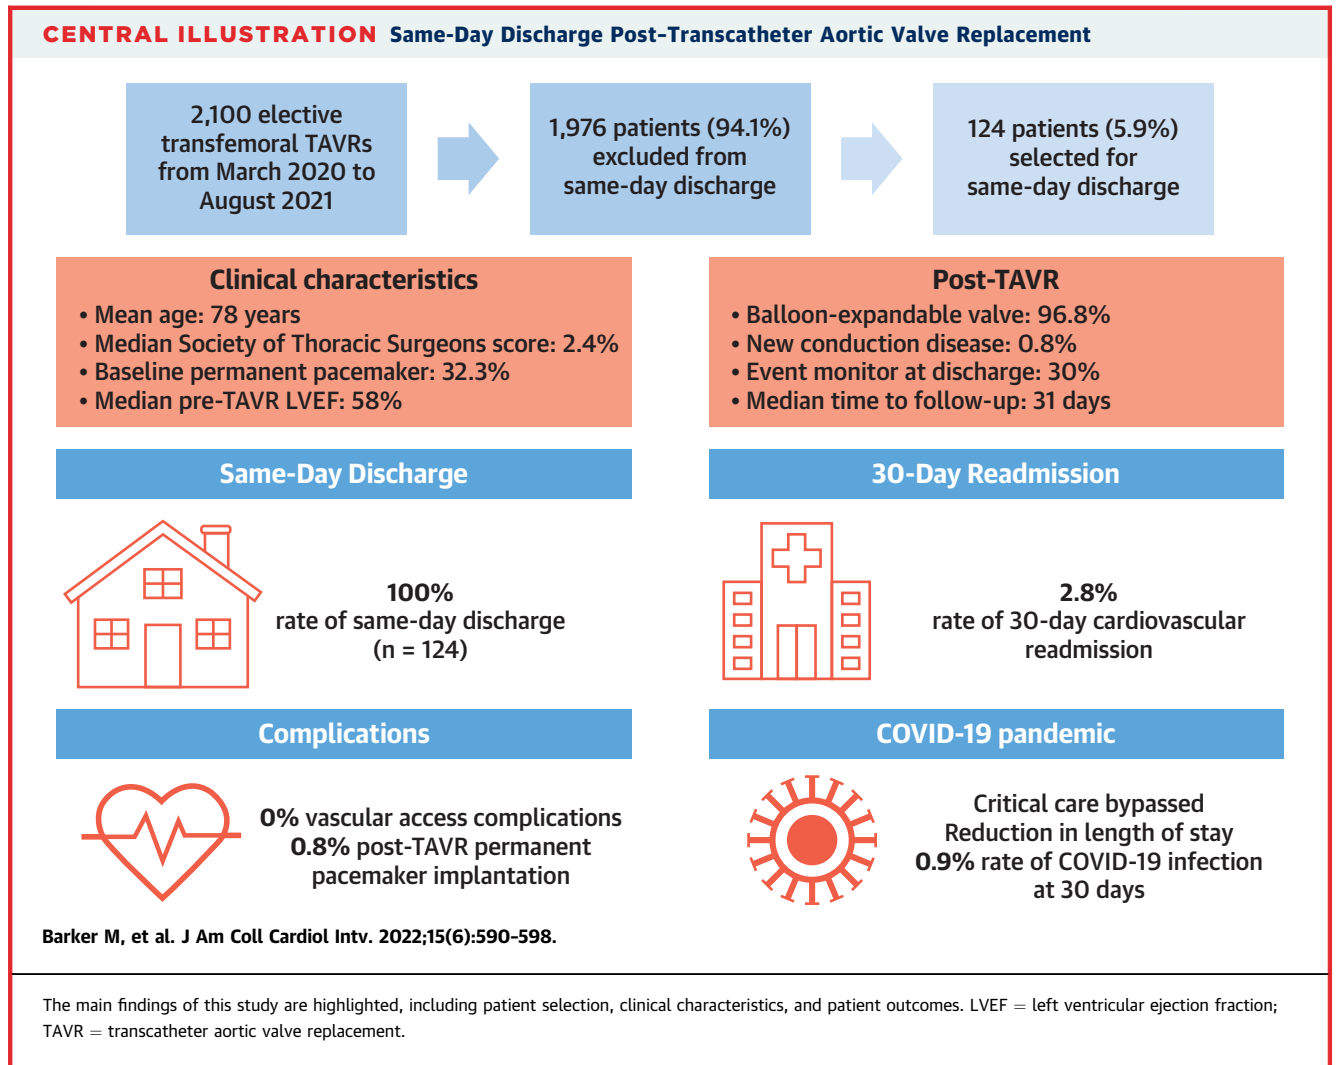 CENTRAL ILLUSTRATION Same-Day Discharge Post-Transcatheter Aortic Valve Replacement
2,100 elective
transfemoral TAVRs
from March 2020 to
August 2021
1,976 patients (94.1%)
excluded from
same-day discharge
124 patients (5.9%)
selected for
same-day discharge
Clinical characteristics
• Mean age: 78 years
• Median Society of Thoracic Surgeons score: 2.4%
• Baseline permanent pacemaker: 32.3%
• Median pre-TAVR LVEF: 58%
Post-TAVR
• Balloon-expandable valve: 96.8%
• New conduction disease: 0.8%
• Event monitor at discharge: 30%
• Median time to follow-up: 31 days
Same-Day Discharge
100%
rate of same-day discharge
(n = 124)
30-Day Readmission
2.8%
rate of 30-day cardiovascular
readmission
Complications
0% vascular access complications
0.8% post-TAVR permanent
pacemaker implantation
COVID-19 pandemic
Critical care bypassed
Reduction in length of stay
0.9% rate of COVID-19 infection
at 30 days
Barker M, et al. J Am Coll Cardiol Intv. 2022;15(6):590–598.
The main findings of this study are highlighted, including patient selection, clinical characteristics, and patient outcomes. LVEF = left ventricular ejection fraction;
TAVR = transcatheter aortic valve replacement.